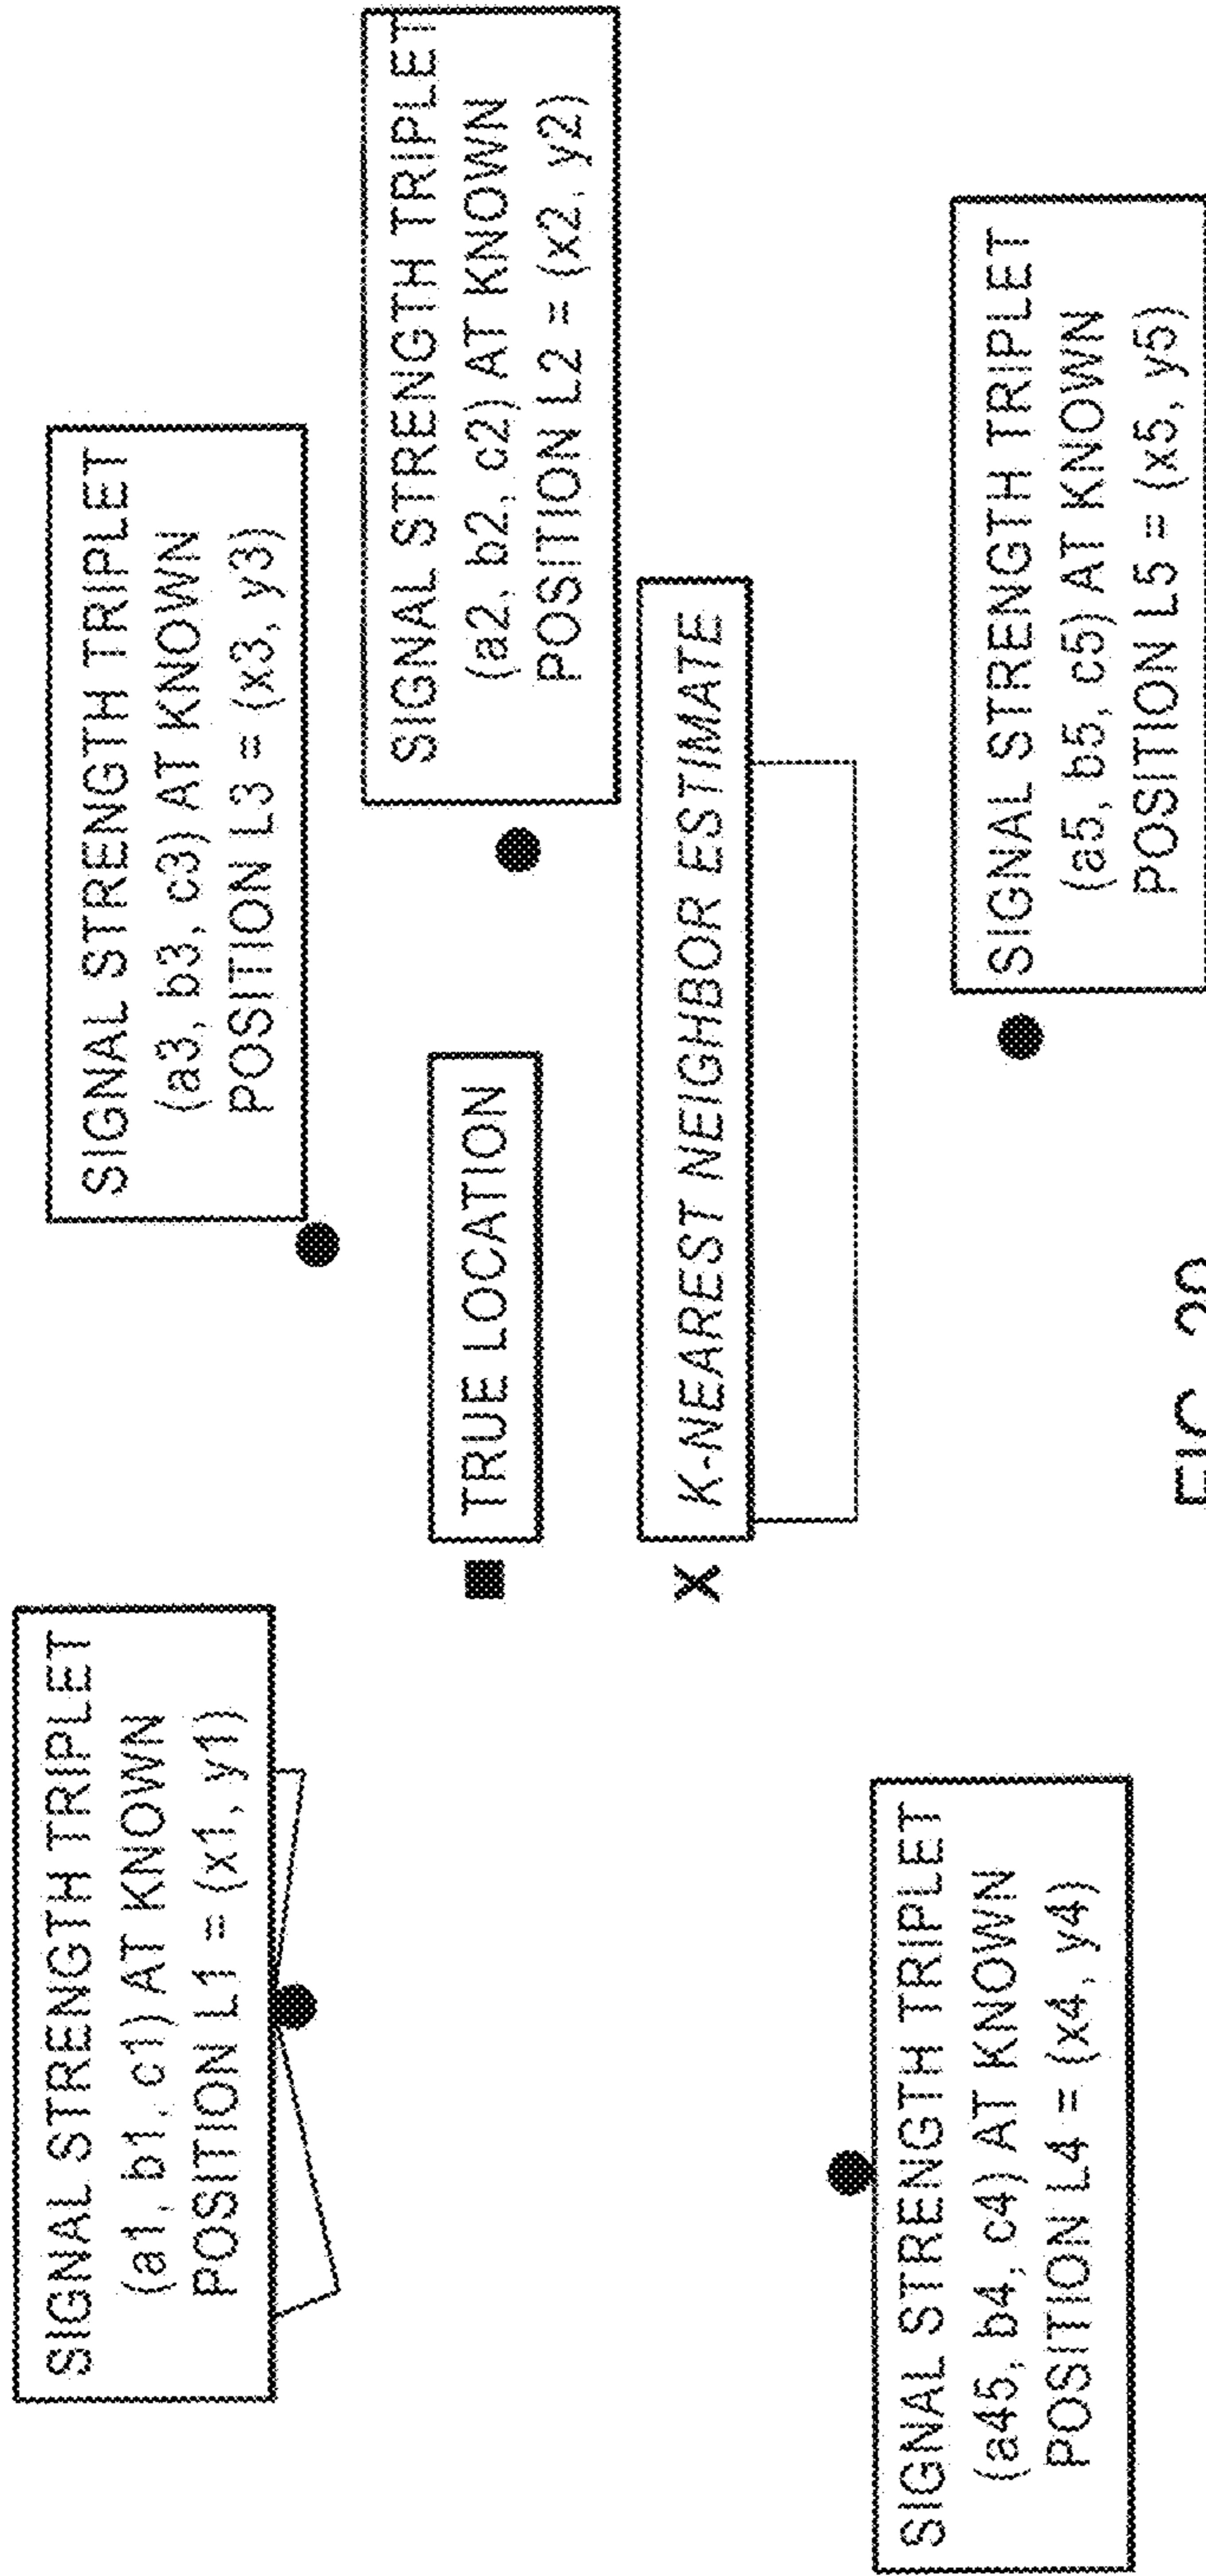 SIGNAL STRENGTH TRIPLET
(a1, b1, c1) AT KNOWN
POSITION L1 = (x1, y1)
SIGNAL STRENGTH TRIPLET
(a3, b3, c3) AT KNOWN
POSITION L3 = (x3, y3)
SIGNAL STRENGTH TRIPLET
(a2, b2, c2) AT KNOWN
POSITION L2 = (x2, y2)
TRUE LOCATION
X K-NEAREST NEIGHBOR ESTIMATE
SIGNAL STRENGTH TRIPLET
(a45, b4, c4) AT KNOWN
POSITION L4 = (x4, y4)
SIGNAL STRENGTH TRIPLET
(a5, b5, c5) AT KNOWN
POSITION L5 = (x5, y5)